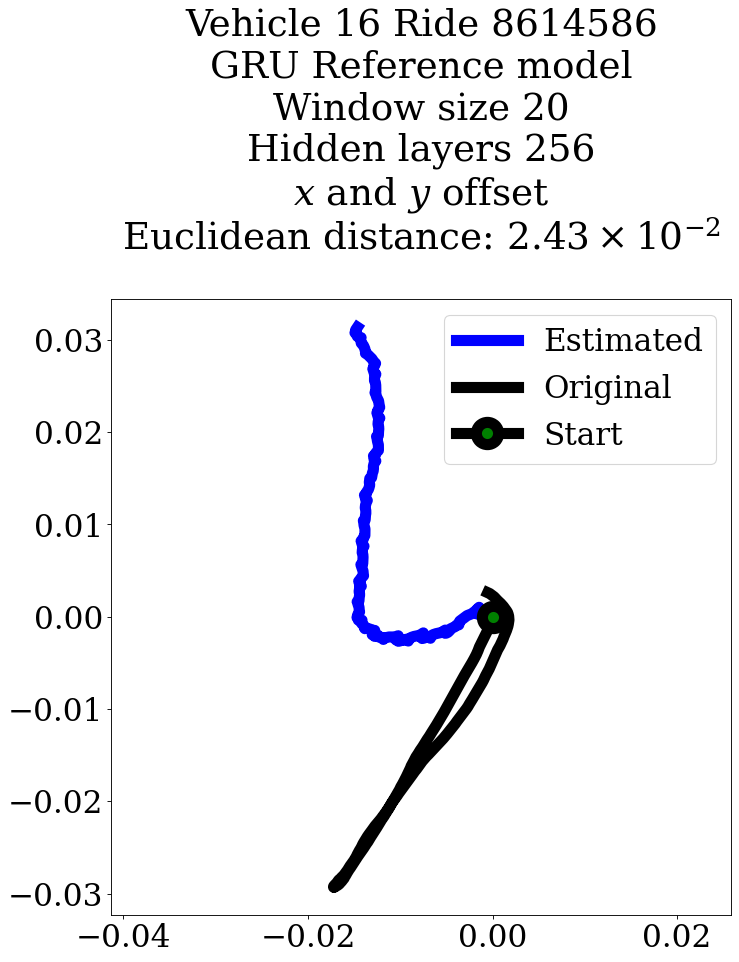 Vehicle 16 Ride 8614586
GRU Reference model
Window size 20
Hidden layers 256
x and y offset
Euclidean distance: 2.43 × 10⁻²
Estimated
Original
Start
0.03
0.02
0.01
0.00
−0.01
−0.02
−0.03
−0.04 −0.02 0.00 0.02